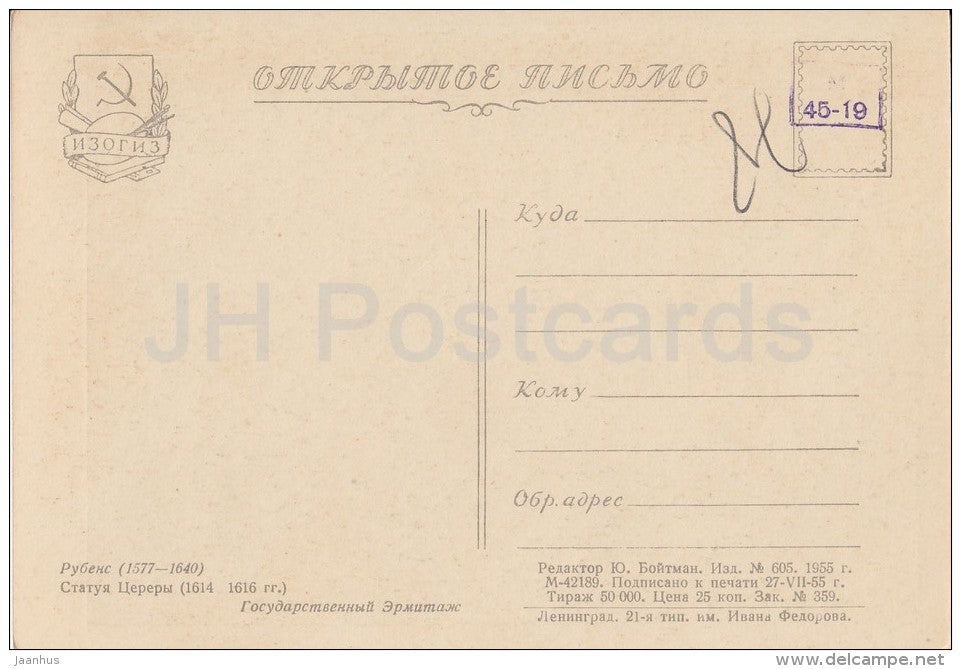 ОТКРЫТОЕ ПИСЬМО
ИЗОГИЗ
45-19
Куда
JH Postcards
Кому
Обр. адрес
Рубенс (1577—1640)
Статуя Цереры (1614 1616 гг.)
Государственный Эрмитаж
Редактор Ю. Бойтман. Изд. № 605. 1955 г.
М-42189. Подписано к печати 27-VII-55 г.
Тираж 50 000. Цена 25 коп. Зак. № 359.
Ленинград. 21-я тип. им. Ивана Федорова.
Jaanhus
www.delcampe.net